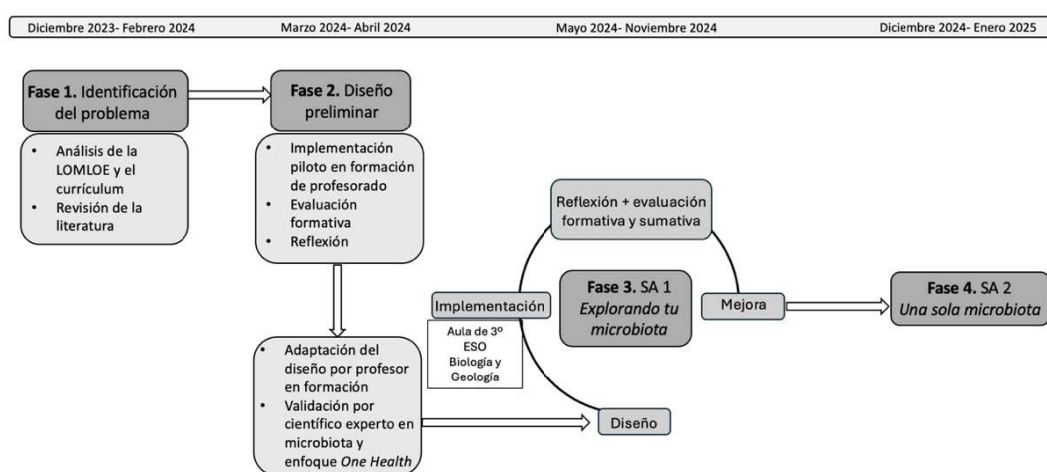 Diciembre 2023- Febrero 2024
Marzo 2024- Abril 2024
Mayo 2024- Noviembre 2024
Diciembre 2024- Enero 2025
Fase 1. Identificación
del problema
• Análisis de la
LOMLOE y el
currículum
• Revisión de la
literatura
Fase 2. Diseño
preliminar
• Implementación
piloto en formación
de profesorado
• Evaluación
formativa
• Reflexión
• Adaptación del
diseño por profesor
en formación
• Validación por
científico experto en
microbiota y
enfoque One Health
Reflexión + evaluación
formativa y sumativa
Implementación
Aula de 3º
ESO
Biología y
Geología
Fase 3. SA 1
Explorando tu
microbiota
Mejora
Diseño
Fase 4. SA 2
Una sola microbiota